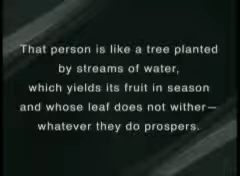 That person is like a tree planted
by streams of water,
which yields its fruit in season
and whose leaf does not wither—
whatever they do prospers.